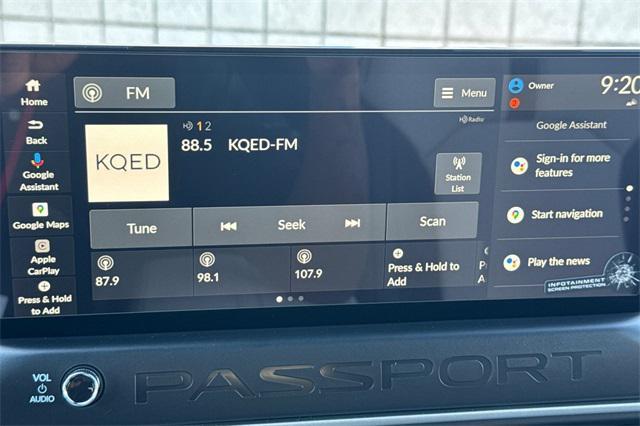 Home
FM
Menu
Owner
9:20
Back
HD 1 2
HD Radio
88.5 KQED-FM
KQED
Google Assistant
Google
Assistant
Station
List
Sign-in for more
features
Google Maps
Tune
Seek
Scan
Start navigation
Apple
CarPlay
87.9
98.1
107.9
Press & Hold to
Add
P
A
Play the news
Press & Hold
to Add
INFOTAINMENT
SCREEN PROTECTION
VOL
AUDIO
PASSPORT